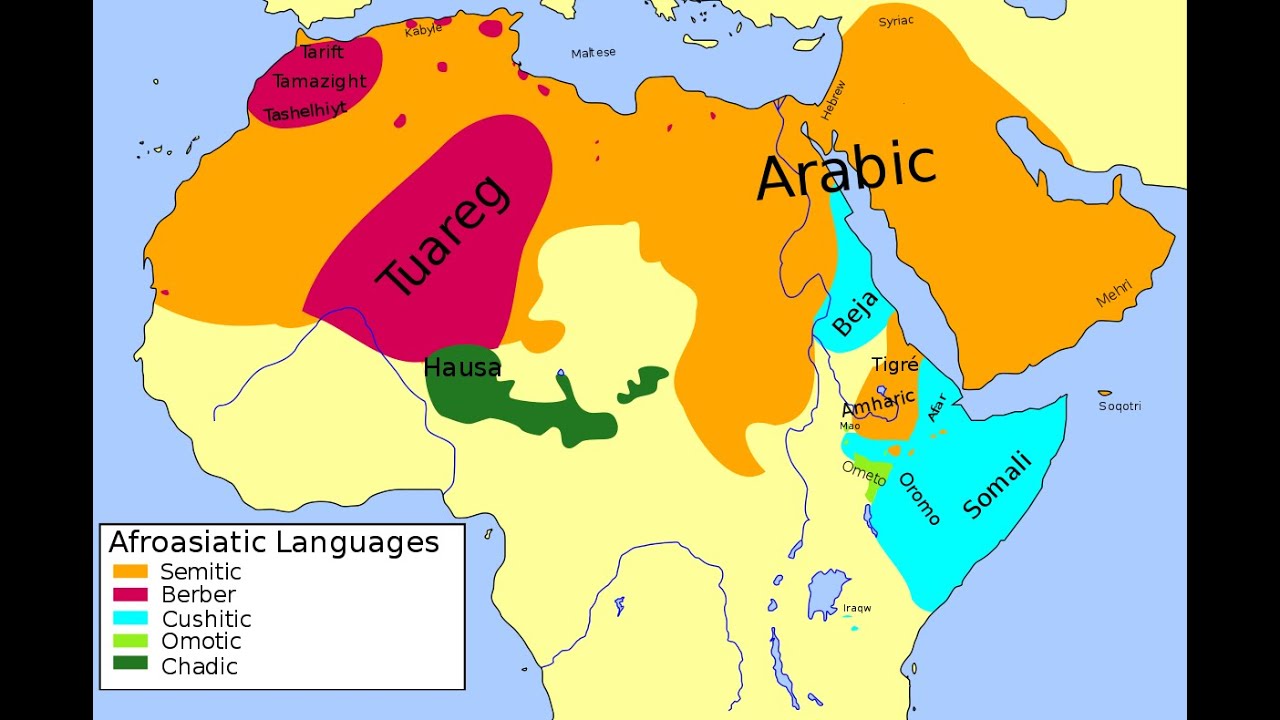 Syriac
Kabyle
Maltese
Tarift
Tamazight
Tashelhiyt
Hebrew
Arabic
Tuareg
Mehri
Beja
Hausa
Tigré
Amharic
Afar
Soqotri
Mao
Ometo
Oromo
Somali
Iraqw
Afroasiatic Languages
Semitic
Berber
Cushitic
Omotic
Chadic